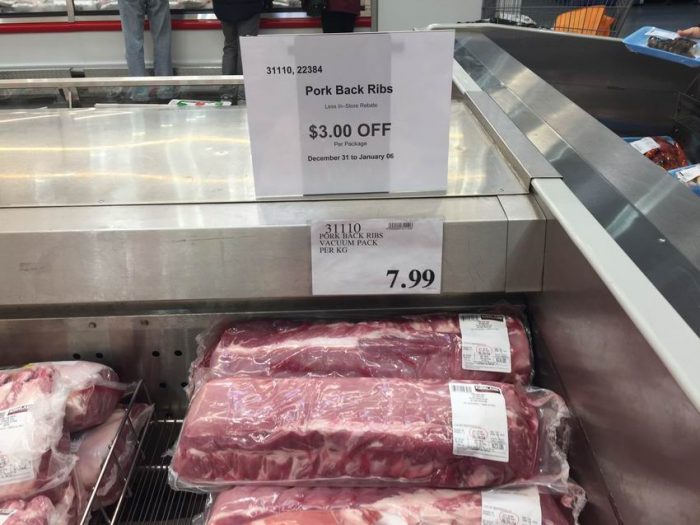 31110, 22384
Pork Back Ribs
Less In-Store Rebate
$3.00 OFF
Per Package
December 31 to January 06
31110
PORK BACK RIBS
VACUUM PACK
PER KG
7.99